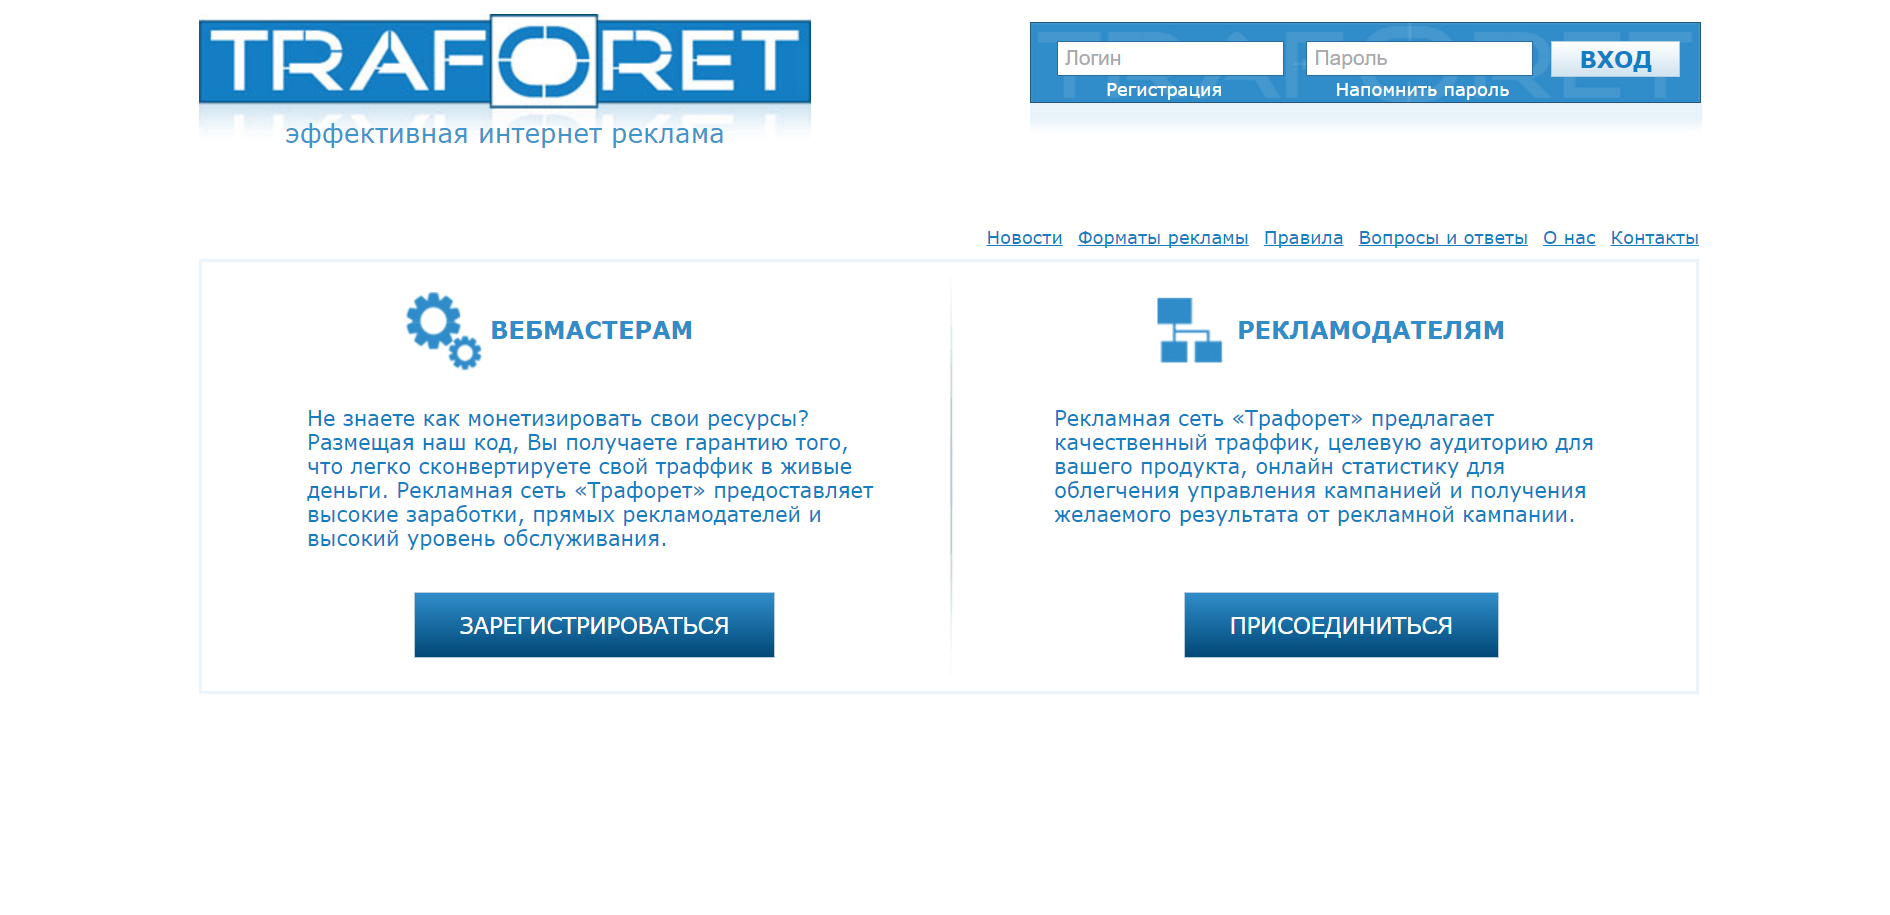 TRAFORET
эффективная интернет реклама
Логин
Пароль
ВХОД
Регистрация
Напомнить пароль
Новости Форматы рекламы Правила Вопросы и ответы О нас Контакты
ВЕБМАСТЕРАМ
Не знаете как монетизировать свои ресурсы?
Размещая наш код, Вы получаете гарантию того,
что легко сконвертируете свой траффик в живые
деньги. Рекламная сеть «Трафорет» предоставляет
высокие заработки, прямых рекламодателей и
высокий уровень обслуживания.
ЗАРЕГИСТРИРОВАТЬСЯ
РЕКЛАМОДАТЕЛЯМ
Рекламная сеть «Трафорет» предлагает
качественный траффик, целевую аудиторию для
вашего продукта, онлайн статистику для
облегчения управления кампанией и получения
желаемого результата от рекламной кампании.
ПРИСОЕДИНИТЬСЯ